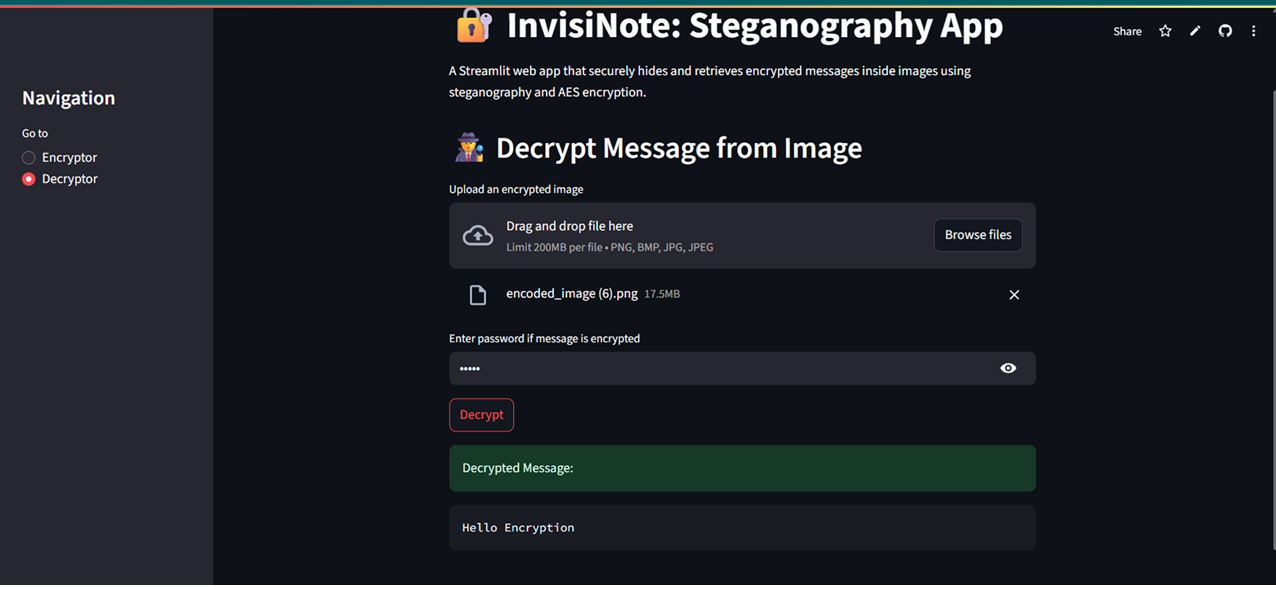 InvisiNote: Steganography App
Share
A Streamlit web app that securely hides and retrieves encrypted messages inside images using
steganography and AES encryption.
Navigation
Go to
Encryptor
Decryptor
Decrypt Message from Image
Upload an encrypted image
Drag and drop file here
Limit 200MB per file • PNG, BMP, JPG, JPEG
Browse files
encoded_image (6).png 17.5MB
Enter password if message is encrypted
•••••
Decrypt
Decrypted Message:
Hello Encryption